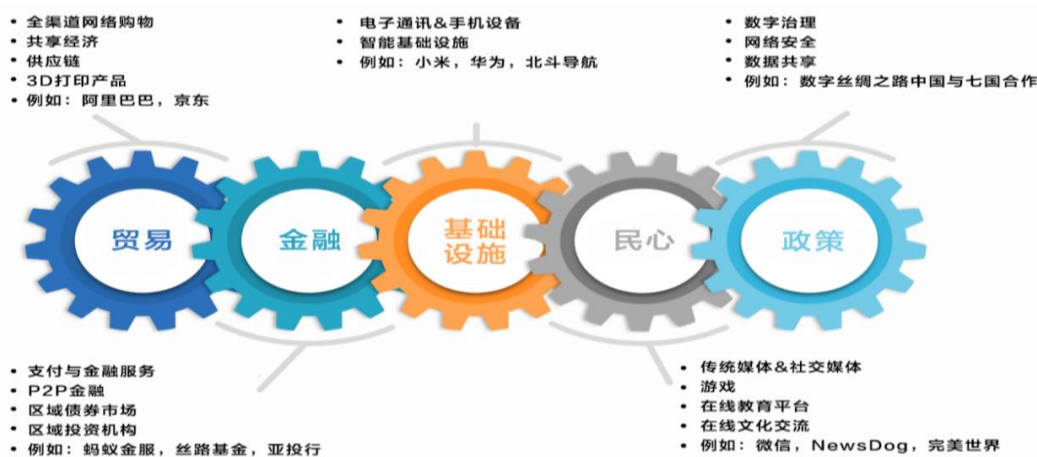 • 全渠道网络购物
• 共享经济
• 供应链
• 3D打印产品
• 例如：阿里巴巴，京东
• 电子通讯&手机设备
• 智能基础设施
• 例如：小米，华为，北斗导航
• 数字治理
• 网络安全
• 数据共享
• 例如：数字丝绸之路中国与七国合作
贸易
金融
基础
设施
民心
政策
• 支付与金融服务
• P2P金融
• 区域债券市场
• 区域投资机构
• 例如：蚂蚁金服，丝路基金，亚投行
• 传统媒体&社交媒体
• 游戏
• 在线教育平台
• 在线文化交流
• 例如：微信，NewsDog，完美世界